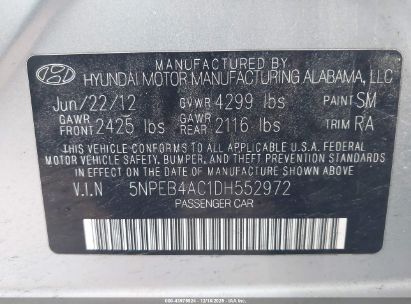 MANUFACTURED BY
HYUNDAI MOTOR MANUFACTURING ALABAMA, LLC
Jun/22/12 GVWR 4299 lbs PAINT SM
GAWR FRONT 2425 lbs GAWR REAR 2116 lbs TRIM RA
THIS VEHICLE CONFORMS TO ALL APPLICABLE U.S. FEDERAL
MOTOR VEHICLE SAFETY, BUMPER, AND THEFT PREVENTION
STANDARDS IN EFFECT ON THE DATE OF MANUFACTURE
SHOWN ABOVE.
V.I.N 5NPEB4AC1DH552972
PASSENGER CAR